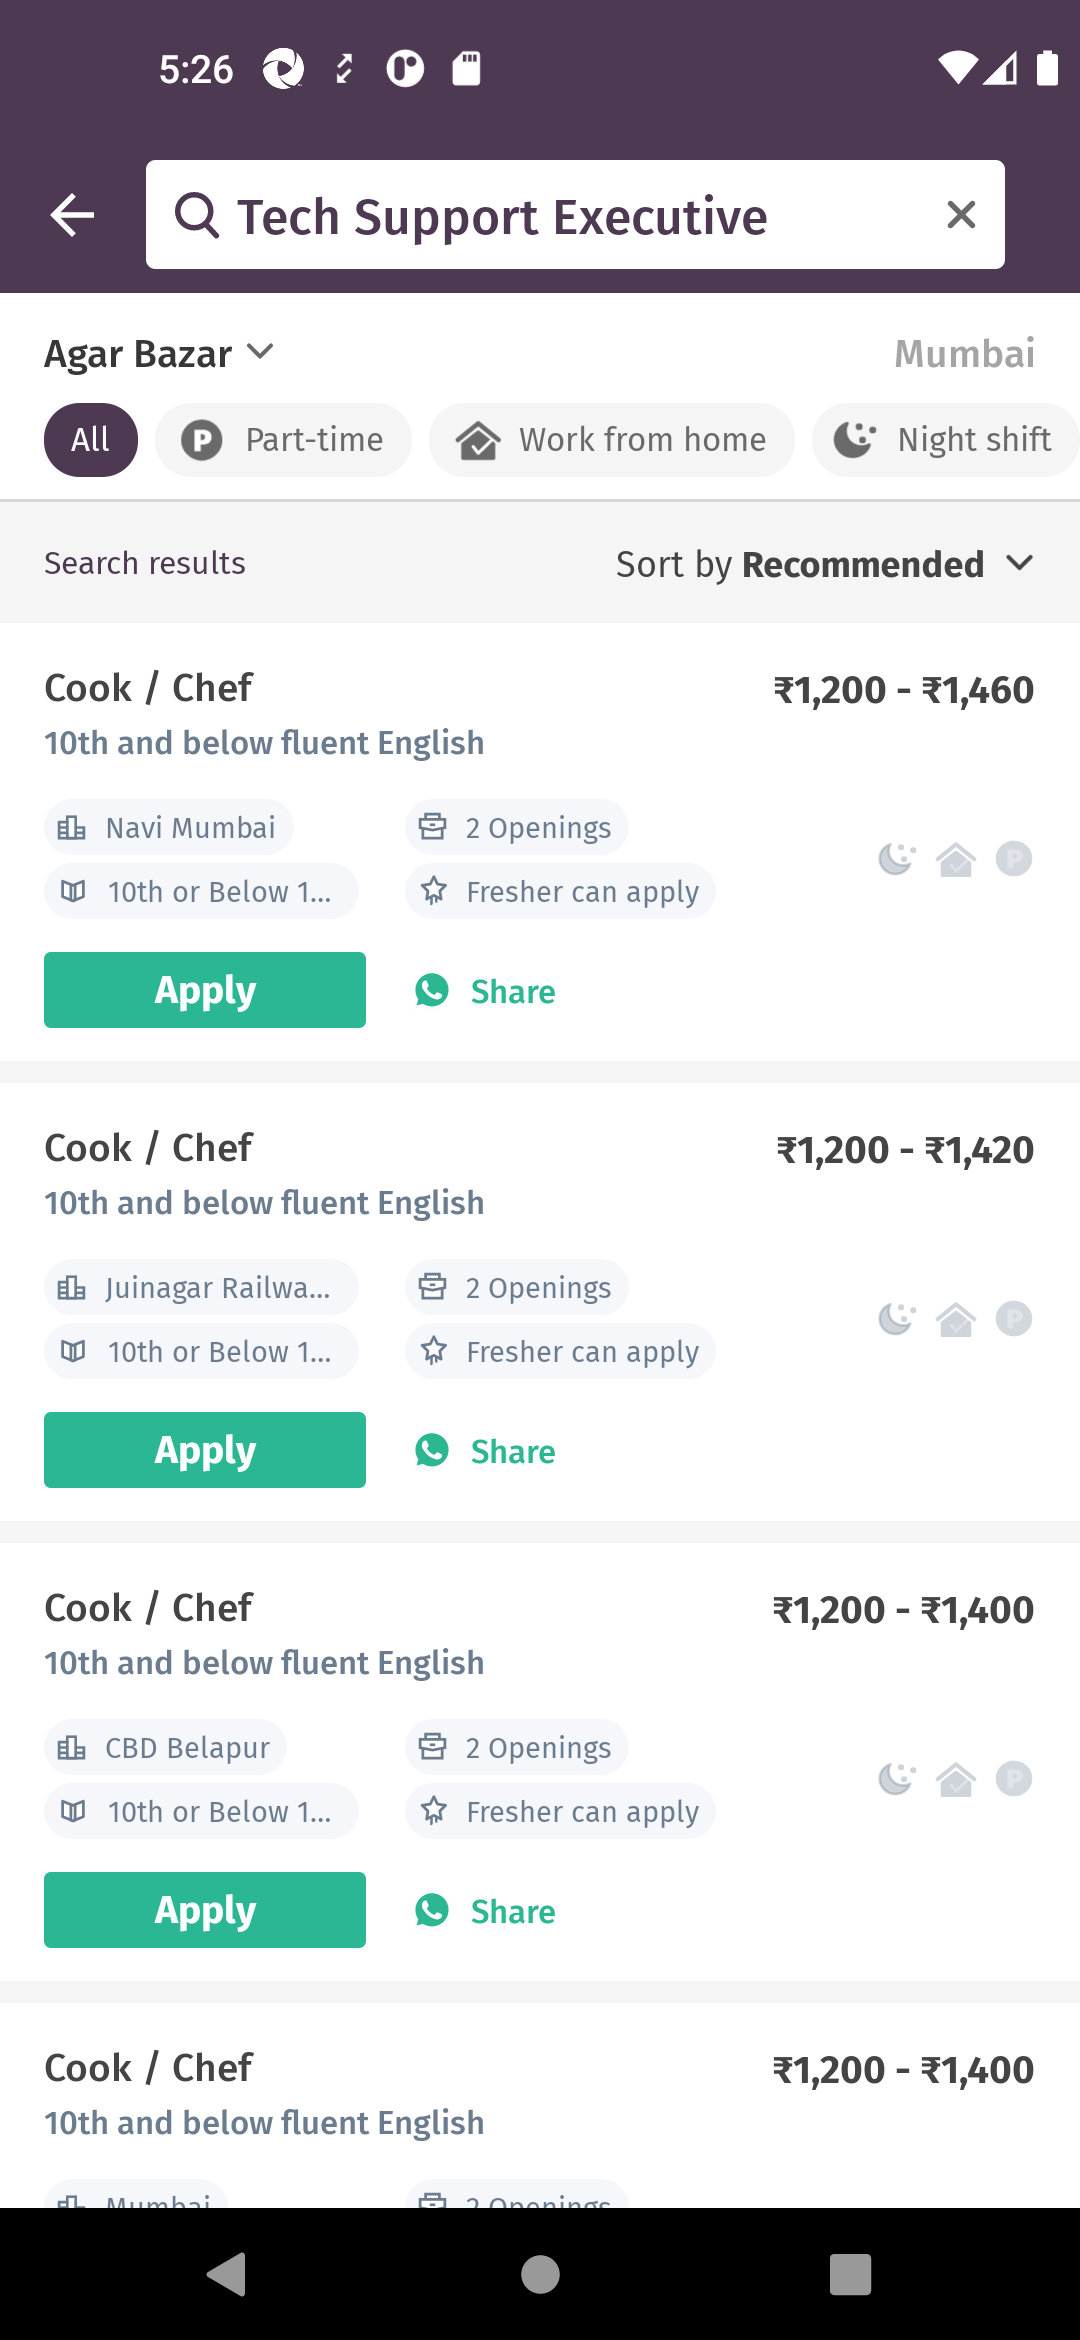 5:26
Tech Support Executive
Agar Bazar
Mumbai
All
Part-time
Work from home
Night shift
Search results
Sort by Recommended
Cook / Chef
₹1,200 - ₹1,460
10th and below fluent English
Navi Mumbai
2 Openings
10th or Below 1...
Fresher can apply
Apply
Share
Cook / Chef
₹1,200 - ₹1,420
10th and below fluent English
Juinagar Railwa...
2 Openings
10th or Below 1...
Fresher can apply
Apply
Share
Cook / Chef
₹1,200 - ₹1,400
10th and below fluent English
CBD Belapur
2 Openings
10th or Below 1...
Fresher can apply
Apply
Share
Cook / Chef
₹1,200 - ₹1,400
10th and below fluent English
Mumbai
2 Openings